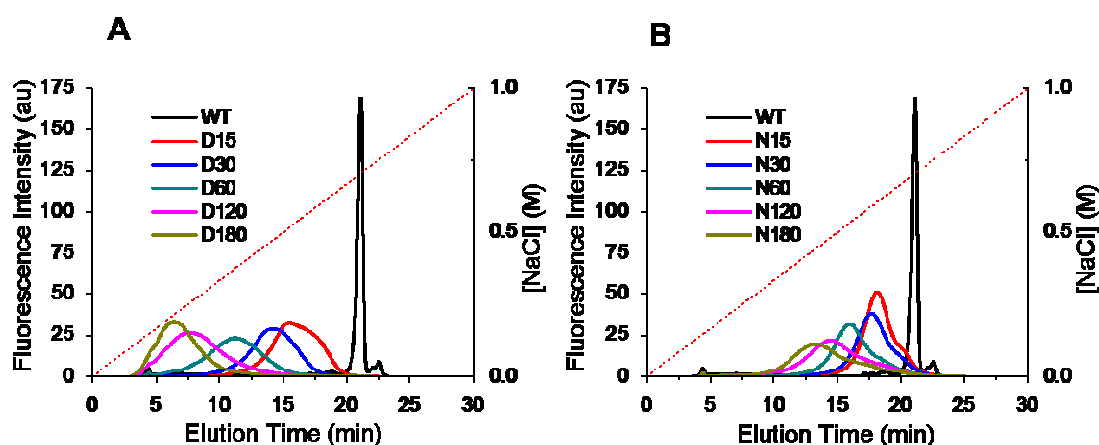 A
Fluorescence Intensity (au)
175
150
125
100
75
50
25
0
WT
D15
D30
D60
D120
D180
1.0
0.5
0.0
[NaCl] (M)
0 5 10 15 20 25 30
Elution Time (min)
B
Fluorescence Intensity (au)
175
150
125
100
75
50
25
0
WT
N15
N30
N60
N120
N180
1.0
0.5
0.0
[NaCl] (M)
0 5 10 15 20 25 30
Elution Time (min)